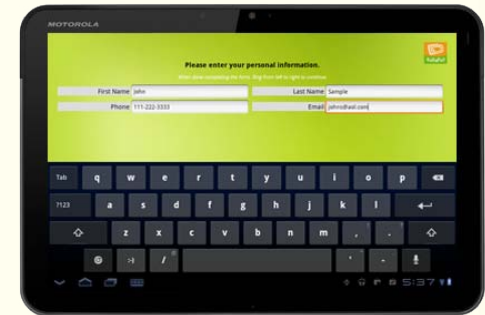 MOTOROLA
Please enter your personal information.
First Name John Last Name Sample
Phone 111-222-3333 Email johns@aol.com
Tab q w e r t y u i o p
?123 a s d f g h j k l
z x c v b n m , .
:-) / ' -
5:37